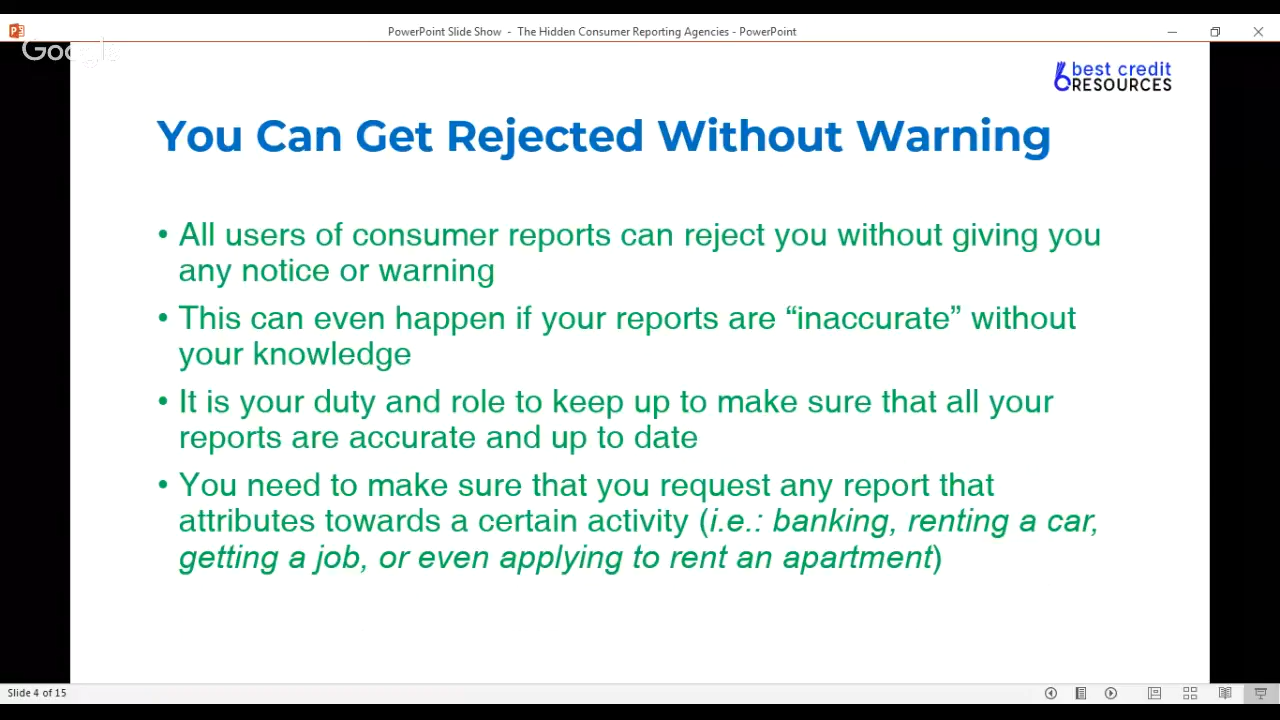 PowerPoint Slide Show - The Hidden Consumer Reporting Agencies - PowerPoint
Google
best credit
RESOURCES
You Can Get Rejected Without Warning
• All users of consumer reports can reject you without giving you
any notice or warning
• This can even happen if your reports are “inaccurate” without
your knowledge
• It is your duty and role to keep up to make sure that all your
reports are accurate and up to date
• You need to make sure that you request any report that
attributes towards a certain activity (i.e.: banking, renting a car,
getting a job, or even applying to rent an apartment)
Slide 4 of 15